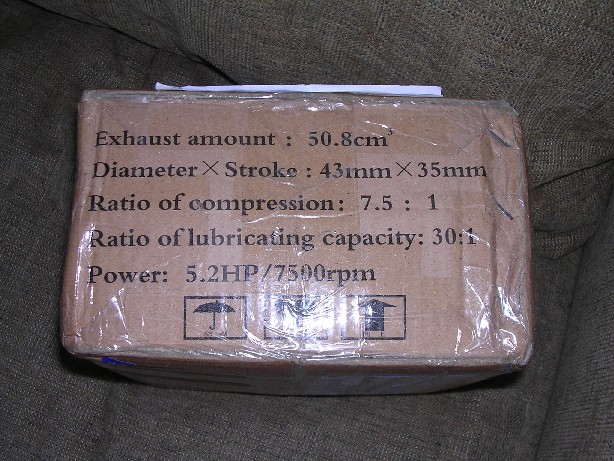 Exhaust amount : 50.8cm³
Diameter×Stroke : 43mm×35mm
Ratio of compression: 7.5 : 1
Ratio of lubricating capacity: 30:1
Power: 5.2HP/7500rpm